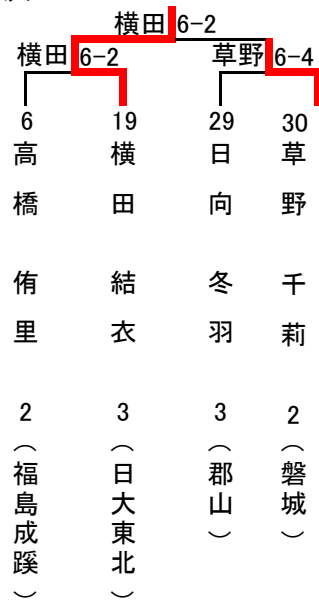 横田 6-2
横田 6-2
草野 6-4
6 高橋 侑里 2 (福島成蹊)
19 横田 結衣 3 (日大東北)
29 日向 冬羽 3 (郡山)
30 草野 千莉 2 (磐城)